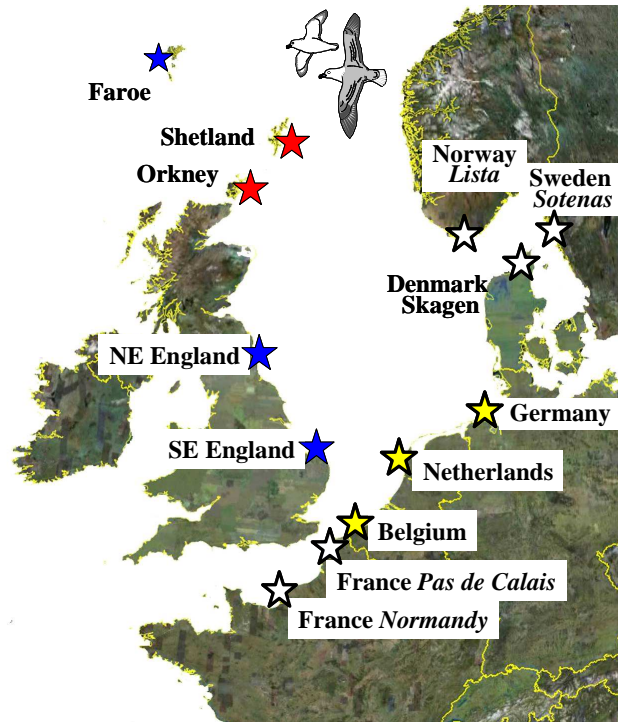 Faroe
Shetland
Orkney
Norway
Lista
Sweden
Sotenas
Denmark
Skagen
NE England
Germany
SE England
Netherlands
Belgium
France Pas de Calais
France Normandy